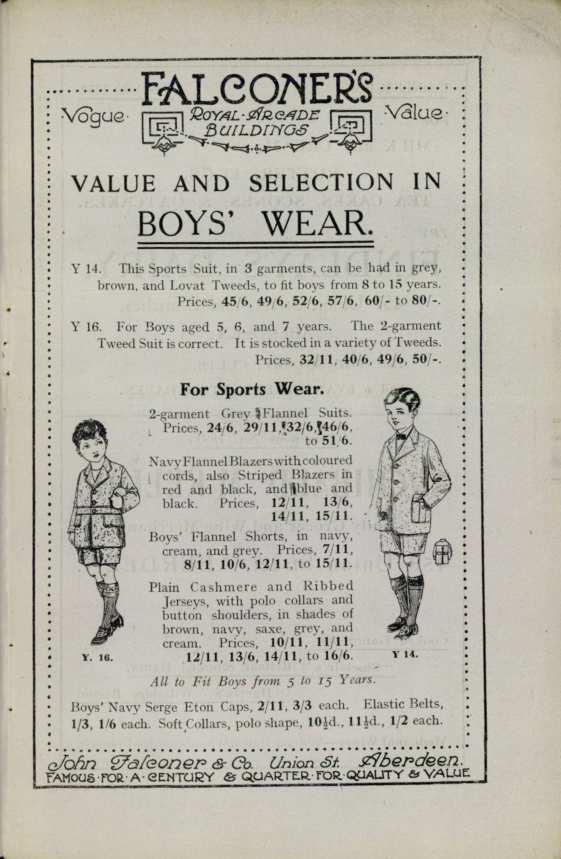 FALCONER'S
Vogue
ROYAL·ARCADE
BUILDINGS
Value
VALUE AND SELECTION IN
BOYS' WEAR.
Y 14. This Sports Suit, in 3 garments, can be had in grey,
brown, and Lovat Tweeds, to fit boys from 8 to 15 years.
Prices, 45/6, 49/6, 52/6, 57/6, 60/- to 80/-.
Y 16. For Boys aged 5, 6, and 7 years. The 2-garment
Tweed Suit is correct. It is stocked in a variety of Tweeds.
Prices, 32/11, 40/6, 49/6, 50/-.
For Sports Wear.
2-garment Grey Flannel Suits.
Prices, 24/6, 29/11, 32/6, 46/6,
to 51/6.
Navy Flannel Blazers with coloured
cords, also Striped Blazers in
red and black, and blue and
black. Prices, 12/11, 13/6,
14/11, 15/11.
Boys' Flannel Shorts, in navy,
cream, and grey. Prices, 7/11,
8/11, 10/6, 12/11, to 15/11.
Plain Cashmere and Ribbed
Jerseys, with polo collars and
button shoulders, in shades of
brown, navy, saxe, grey, and
cream. Prices, 10/11, 11/11,
12/11, 13/6, 14/11, to 16/6.
Y. 16.
Y 14.
All to Fit Boys from 5 to 15 Years.
Boys' Navy Serge Eton Caps, 2/11, 3/3 each. Elastic Belts,
1/3, 1/6 each. Soft Collars, polo shape, 10½d., 11½d., 1/2 each.
John Falconer & Co. Union St. Aberdeen.
FAMOUS·FOR·A·CENTURY & QUARTER·FOR·QUALITY & VALUE